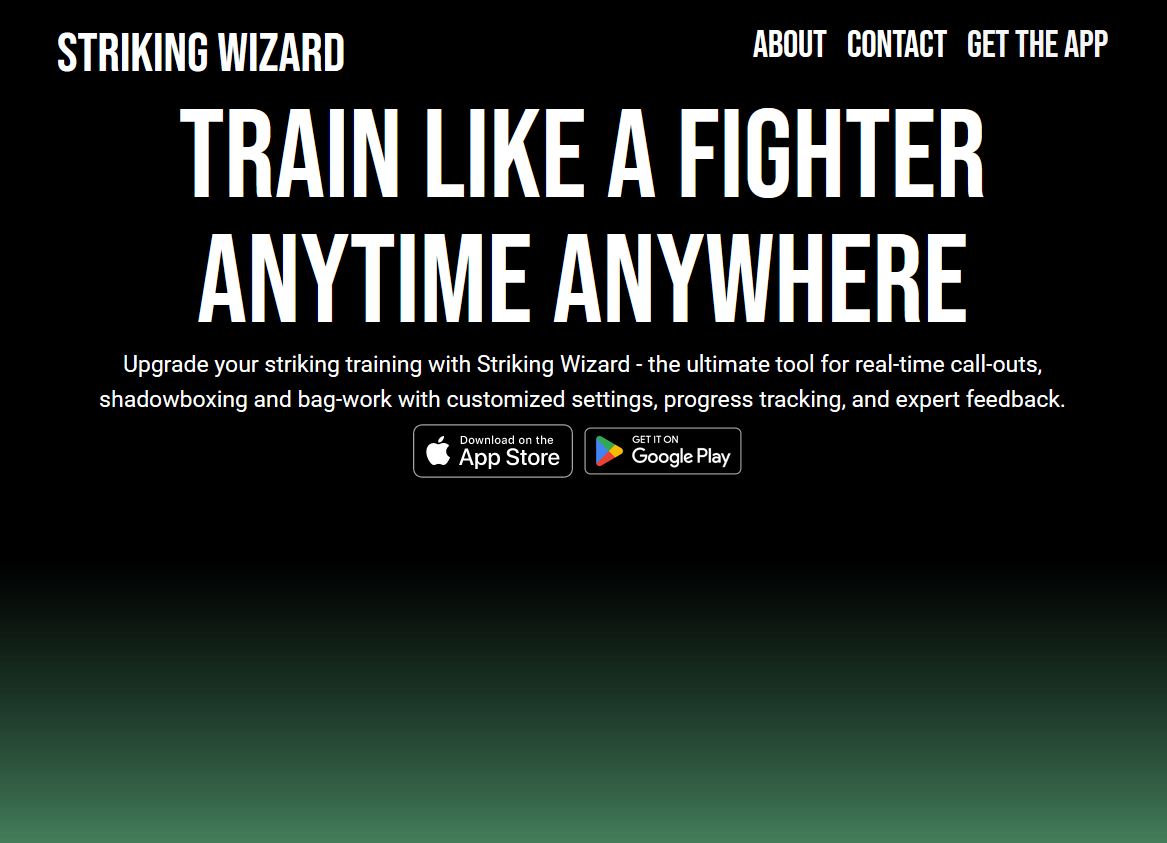 STRIKING WIZARD
ABOUT CONTACT GET THE APP
TRAIN LIKE A FIGHTER
ANYTIME ANYWHERE
Upgrade your striking training with Striking Wizard - the ultimate tool for real-time call-outs,
shadowboxing and bag-work with customized settings, progress tracking, and expert feedback.
Download on the
App Store
GET IT ON
Google Play